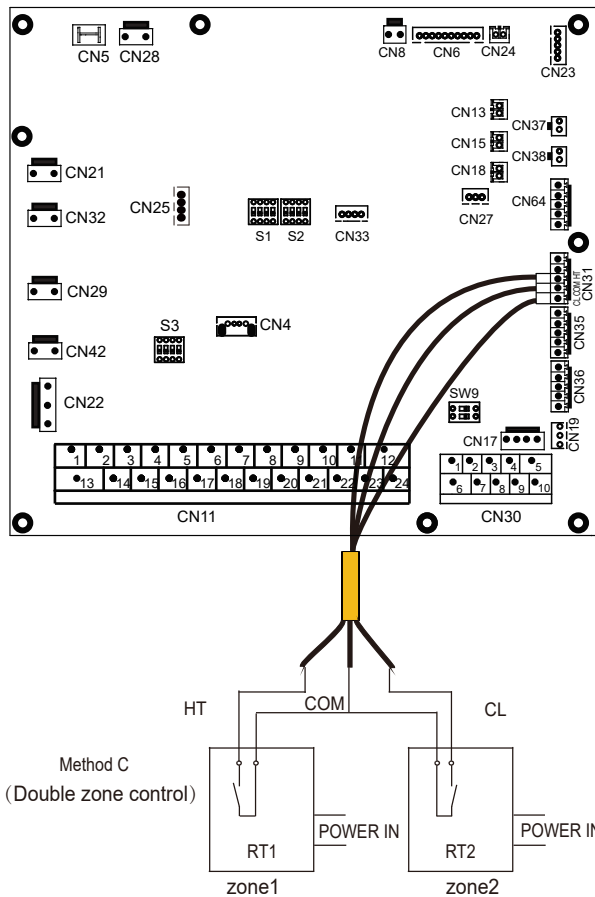 CN5
CN28
CN8
CN6
CN24
CN23
CN13
CN37
CN15
CN38
CN18
CN21
CN25
CN32
S1
S2
CN33
CN27
CN64
CN29
CL COM HT
CN31
S3
CN4
CN35
CN42
CN36
CN22
SW9
CN17
CN19
1 2 3 4 5 6 7 8 9 10 11 12
13 14 15 16 17 18 19 20 21 22 23 24
CN11
1 2 3 4 5
6 7 8 9 10
CN30
HT
COM
CL
Method C
(Double zone control)
POWER IN
POWER IN
RT1
RT2
zone1
zone2